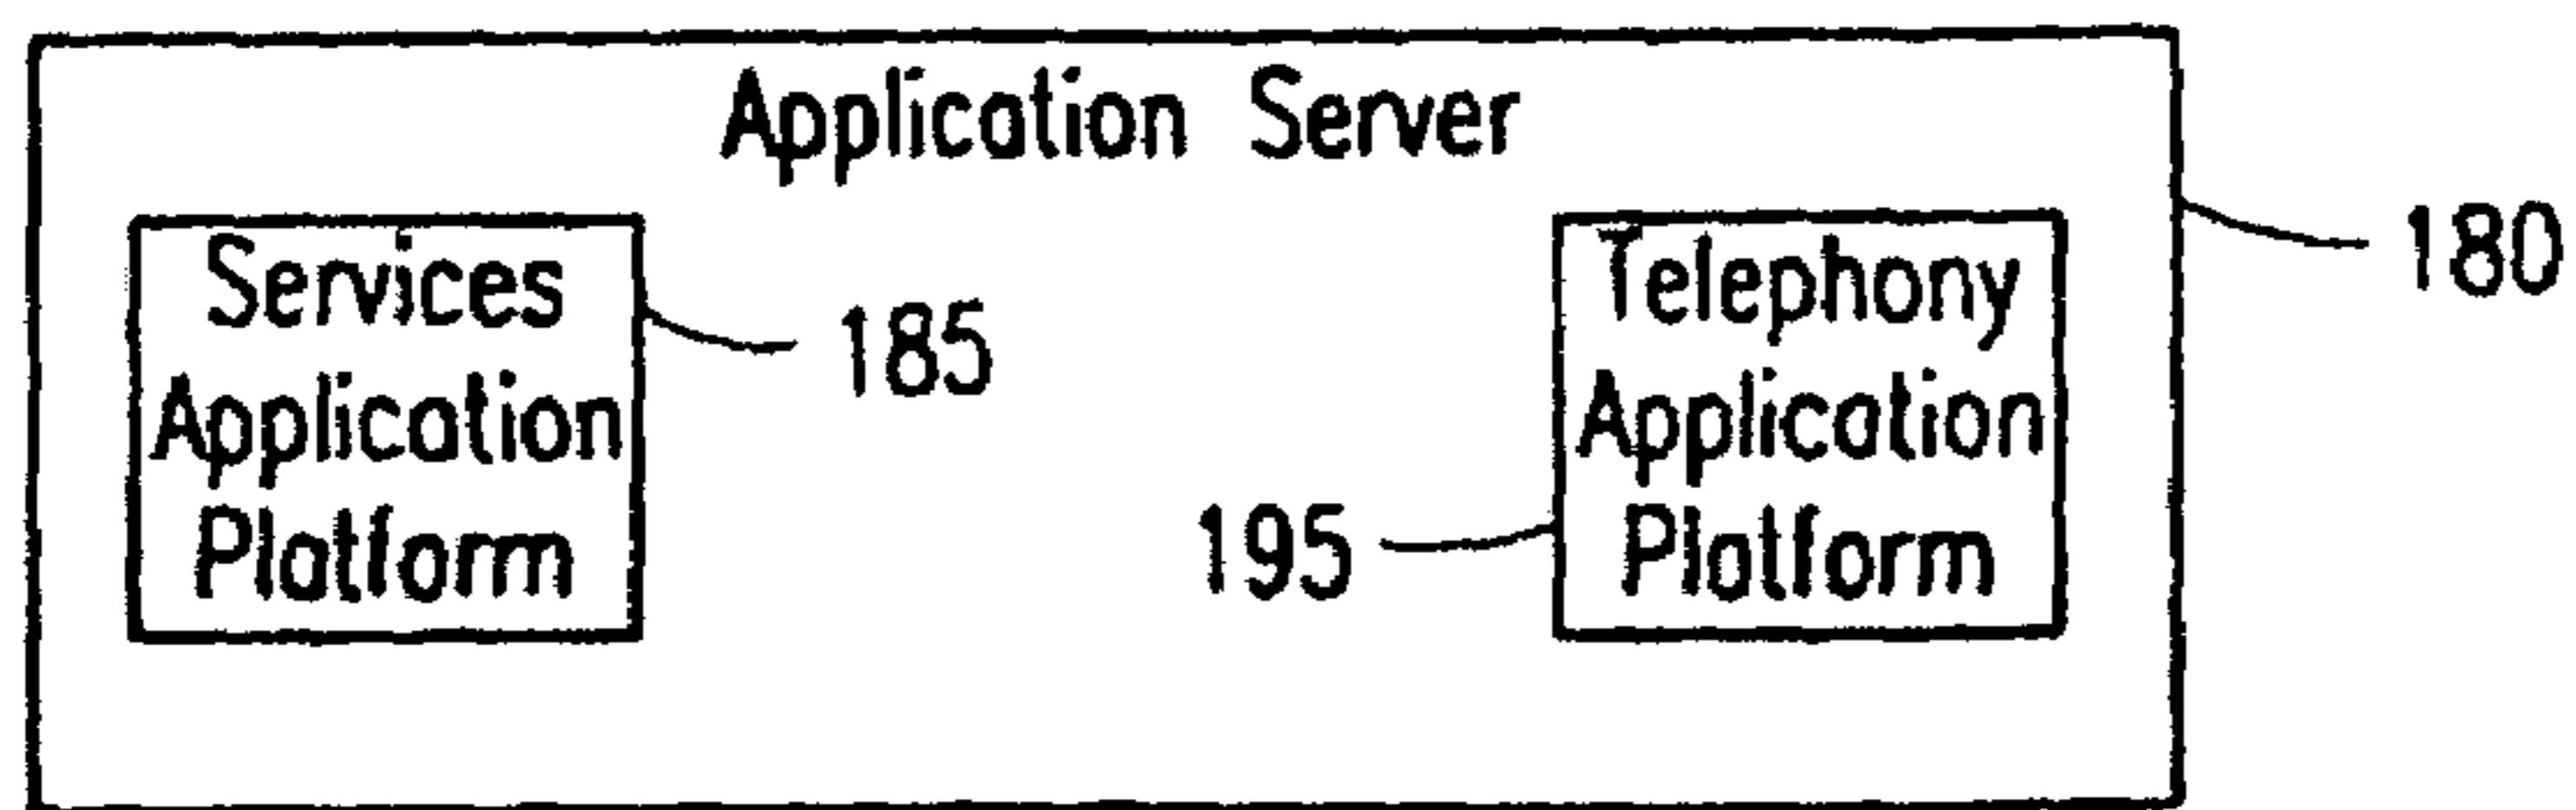 Application Server
Services
Application
Platform
185
Telephony
Application
Platform
195
180